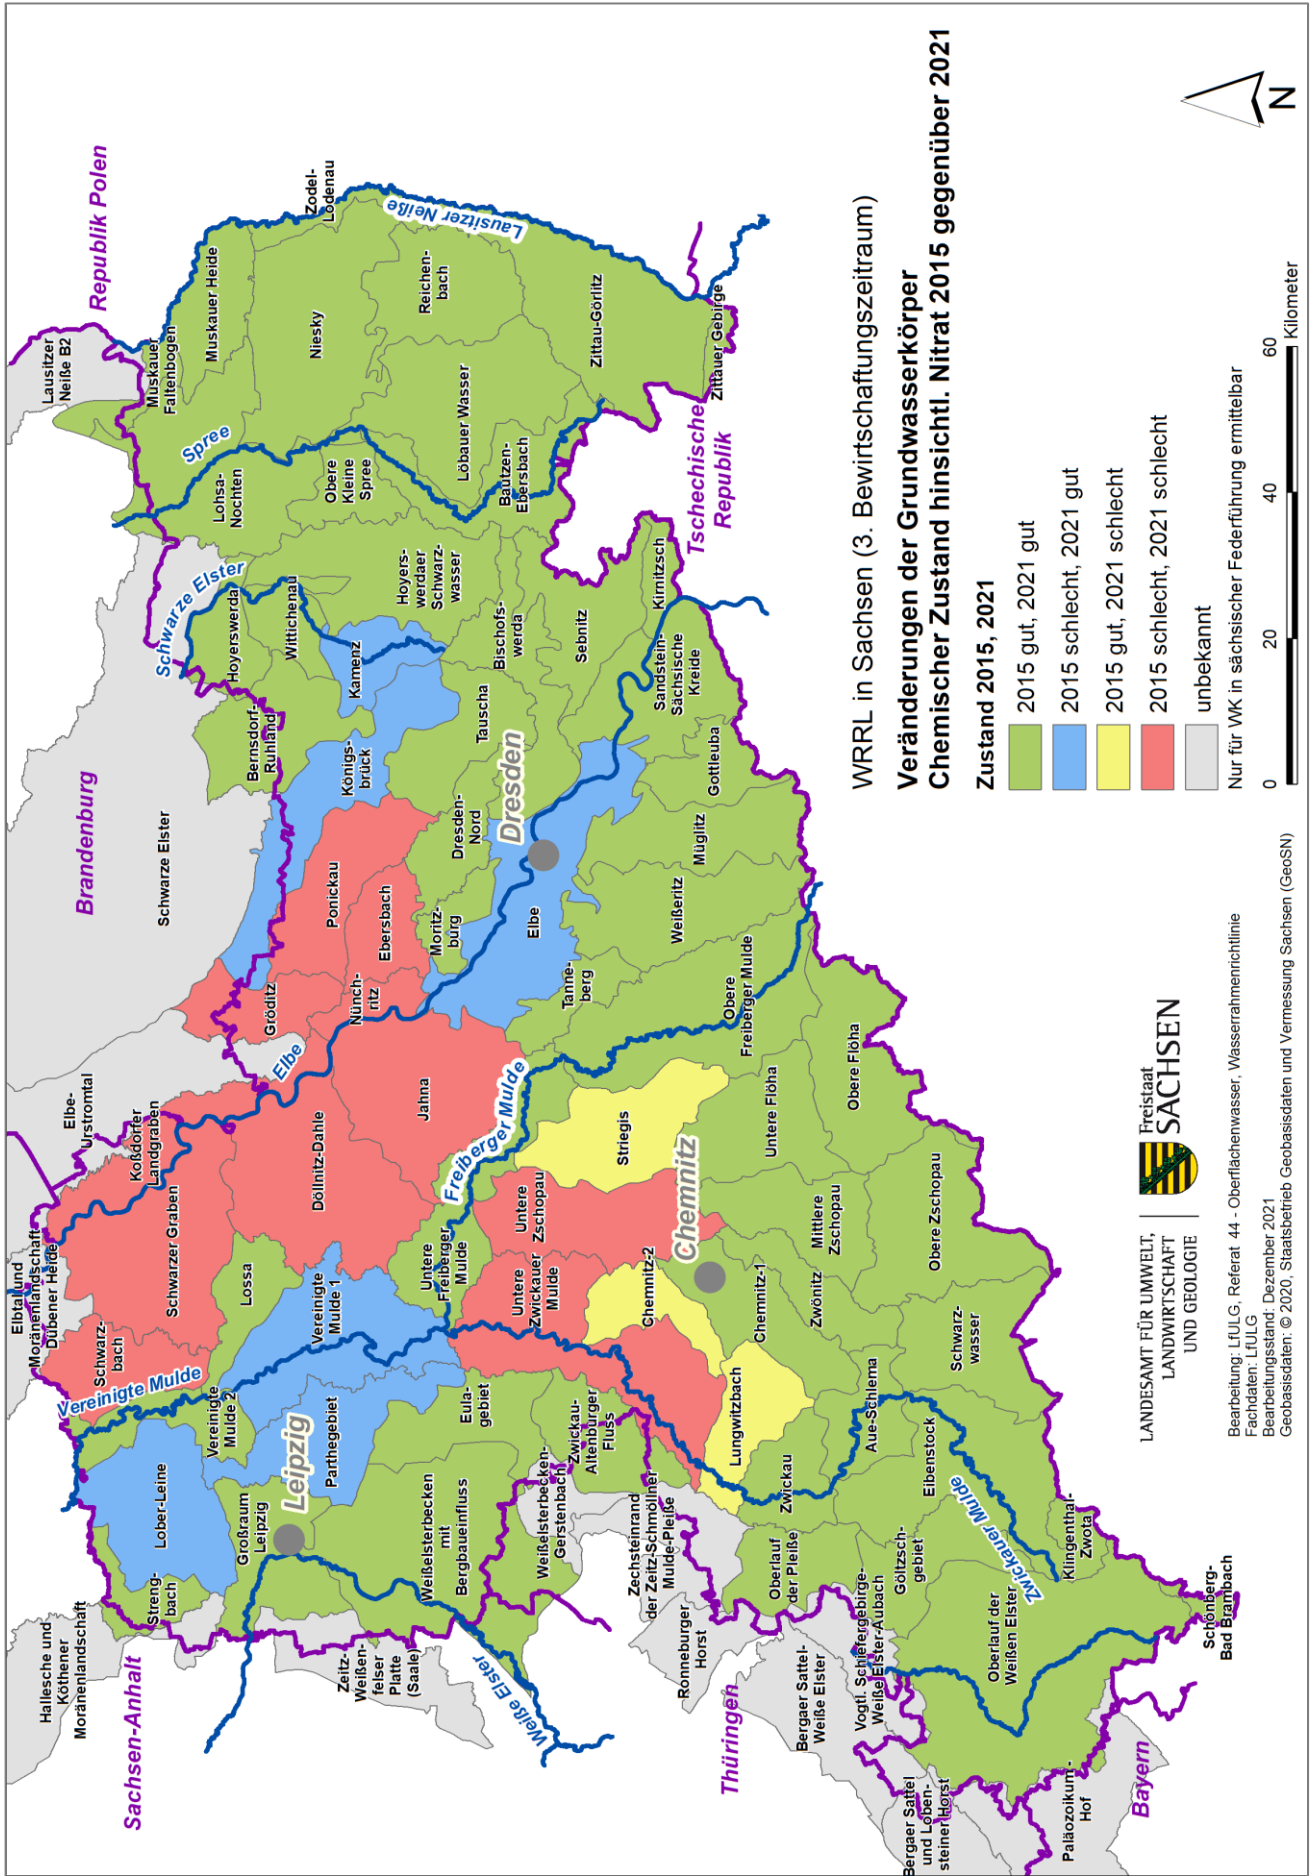 Republik Polen
Brandenburg
Sachsen-Anhalt
Thüringen
Bayern
Tschechische
Republik
Lausitzer
Neiße B2
Muskauer
Faltenbogen
Muskauer Heide
Zodel-
Lodenau
Lausitzer Neiße
Niesky
Reichen-
bach
Zittau-Görlitz
Zittauer Gebirge
Spree
Lohsa-
Nochten
Obere
Kleine
Spree
Löbauer Wasser
Bautzen-
Ebersbach
Schwarze Elster
Hoyerswerda
Wittichenau
Hoyers-
werdaer
Schwarz-
wasser
Kamenz
Bischofs-
werda
Sebnitz
Kirnitzsch
Sandstein-
Sächsische
Kreide
Bernsdorf-
Ruhland
Königs-
brück
Tauscha
Dresden
Dresden-
Nord
Gottleuba
Müglitz
Schwarze Elster
Ponickau
Ebersbach
Moritz-
burg
Elbe
Weißeritz
Gröditz
Nünch-
ritz
Tanne-
berg
Obere
Freiberger Mulde
Elbe-
Urstromtal
Elbe
Jahna
Freiberger Mulde
Striegis
Untere Flöha
Obere Flöha
Koßdorfer
Landgraben
Döllnitz-Dahle
Schwarzer Graben
Elbtalund
Moränenlandschaft
Dübener Heide
Lossa
Vereinigte
Mulde 1
Untere
Freiberger
Mulde
Untere
Zschopau
Untere
Zwickauer
Mulde
Chemnitz
Chemnitz-2
Chemnitz-1
Mittlere
Zschopau
Zwönitz
Obere Zschopau
Schwarz-
bach
Vereinigte Mulde
Vereinigte
Mulde 2
Parthegebiet
Eula-
gebiet
Zwickau-
Altenburger
Fluss
Lungwitzbach
Aue-Schlema
Schwarz-
wasser
Lober-Leine
Großraum
Leipzig
Leipzig
Weißelsterbecken
mit
Bergbaueinfluss
Weißelsterbecken-
Gerstenbach
Zechsteinrand
der Zeitz-Schmöllner
Mulde-Pleiße
Zwickau
Eibenstock
Zwickauer Mulde
Klingenthal-
Zwota
Streng-
bach
Hallesche und
Köthener
Moränenlandschaft
Zeitz-
Weißen-
felser
Platte
(Saale)
Weiße Elster
Ronneburger
Horst
Oberlauf
der Pleiße
Göltzsch-
gebiet
Oberlauf der
Weißen Elster
Schönberg-
Bad Brambach
Bergaer Sattel-
Weiße Elster
Vogtl. Schiefergebirge-
Weiße Elster-Aubach
Bergaer Sattel
und Loben-
steiner Horst
Paläozoikum -
Hof
WRRL in Sachsen (3. Bewirtschaftungszeitraum)
Veränderungen der Grundwasserkörper
Chemischer Zustand hinsichtl. Nitrat 2015 gegenüber 2021
Zustand 2015, 2021
2015 gut, 2021 gut
2015 schlecht, 2021 gut
2015 gut, 2021 schlecht
2015 schlecht, 2021 schlecht
unbekannt
Nur für WK in sächsischer Federführung ermittelbar
0 20 40 60
Kilometer
N
LANDESAMT FÜR UMWELT,
LANDWIRTSCHAFT
UND GEOLOGIE
Freistaat
SACHSEN
Bearbeitung: LfULG, Referat 44 - Oberflächenwasser, Wasserrahmenrichtlinie
Fachdaten: LfULG
Bearbeitungsstand: Dezember 2021
Geobasisdaten: © 2020, Staatsbetrieb Geobasisdaten und Vermessung Sachsen (GeoSN)